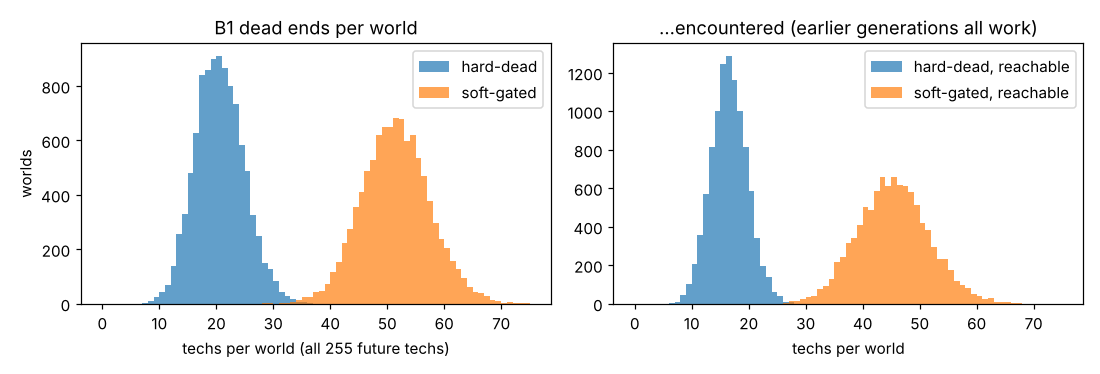 B1 dead ends per world
hard-dead
soft-gated
800
600
400
200
0
worlds
0 10 20 30 40 50 60 70
techs per world (all 255 future techs)
...encountered (earlier generations all work)
hard-dead, reachable
soft-gated, reachable
1200
1000
800
600
400
200
0
0 10 20 30 40 50 60 70
techs per world